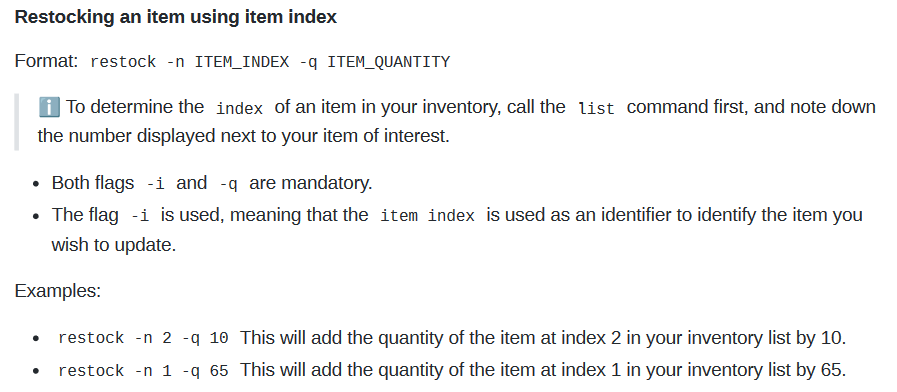 Restocking an item using item index
Format: restock -n ITEM_INDEX -q ITEM_QUANTITY
ℹ️ To determine the index of an item in your inventory, call the list command first, and note down
the number displayed next to your item of interest.
• Both flags -i and -q are mandatory.
• The flag -i is used, meaning that the item index is used as an identifier to identify the item you
wish to update.
Examples:
• restock -n 2 -q 10 This will add the quantity of the item at index 2 in your inventory list by 10.
• restock -n 1 -q 65 This will add the quantity of the item at index 1 in your inventory list by 65.